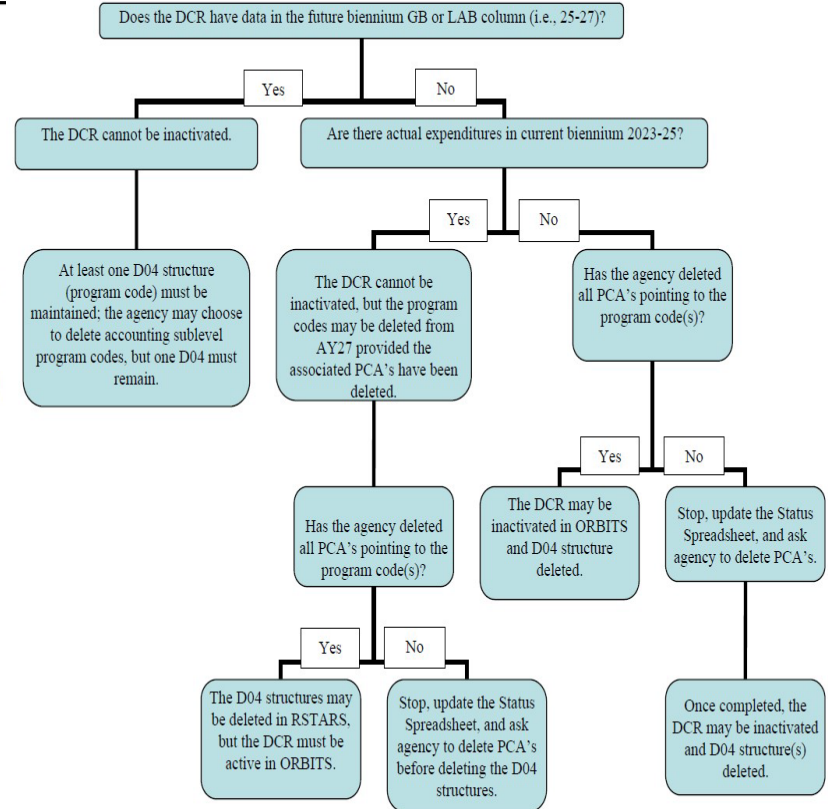 Does the DCR have data in the future biennium GB or LAB column (i.e., 25-27)?
Yes
No
The DCR cannot be inactivated.
Are there actual expenditures in current biennium 2023-25?
Yes
No
At least one D04 structure
(program code) must be
maintained; the agency may choose
to delete accounting sublevel
program codes, but one D04 must
remain.
The DCR cannot be
inactivated, but the program
codes may be deleted from
AY27 provided the
associated PCA's have been
deleted.
Has the agency deleted
all PCA's pointing to the
program code(s)?
Yes
No
Has the agency deleted
all PCA's pointing to the
program code(s)?
The DCR may be
inactivated in ORBITS
and D04 structure
deleted.
Stop, update the Status
Spreadsheet, and ask
agency to delete PCA's.
Yes
No
The D04 structures may
be deleted in RSTARS,
but the DCR must be
active in ORBITS.
Stop, update the Status
Spreadsheet, and ask
agency to delete PCA's
before deleting the D04
structures.
Once completed, the
DCR may be inactivated
and D04 structure(s)
deleted.